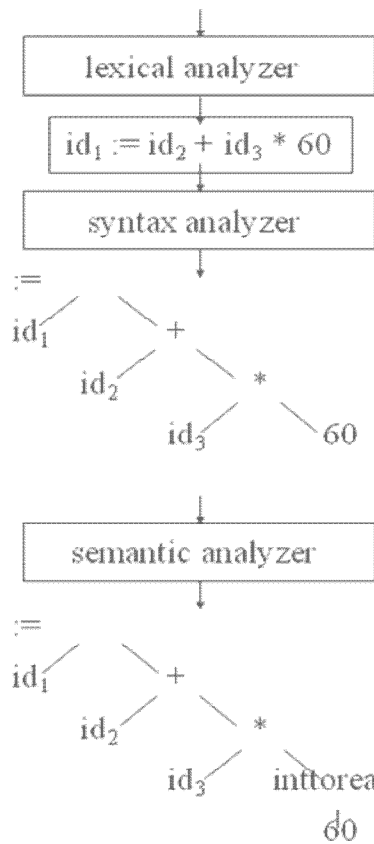 lexical analyzer
id₁ := id₂ + id₃ * 60
syntax analyzer
:=
id₁ +
id₂ *
id₃ 60
semantic analyzer
:=
id₁ +
id₂ *
id₃ inttorea
l
60